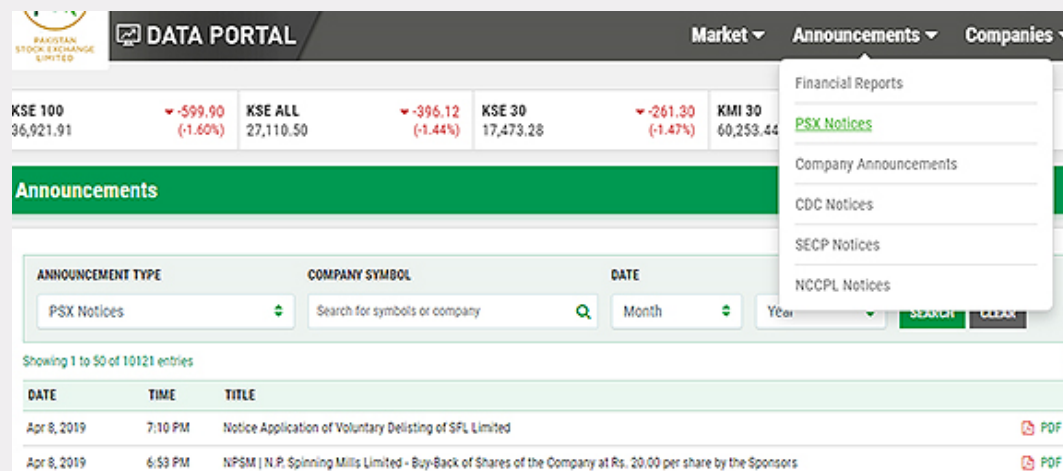 PAKISTAN
STOCK EXCHANGE
LIMITED
DATA PORTAL
Market
Announcements
Companies
Financial Reports
PSX Notices
Company Announcements
CDC Notices
SECP Notices
NCCPL Notices
KSE 100 -599.90
36,921.91 (-1.60%)
KSE ALL -396.12
27,110.50 (-1.44%)
KSE 30 -261.30
17,473.28 (-1.47%)
KMI 30
60,253.44
Announcements
ANNOUNCEMENT TYPE COMPANY SYMBOL DATE
PSX Notices Search for symbols or company Month Year SEARCH CLEAR
Showing 1 to 50 of 10121 entries
DATE TIME TITLE
Apr 8, 2019 7:10 PM Notice Application of Voluntary Delisting of SFL Limited PDF
Apr 8, 2019 6:53 PM NPSM | N.P. Spinning Mills Limited - Buy-Back of Shares of the Company at Rs. 20.00 per share by the Sponsors PDF